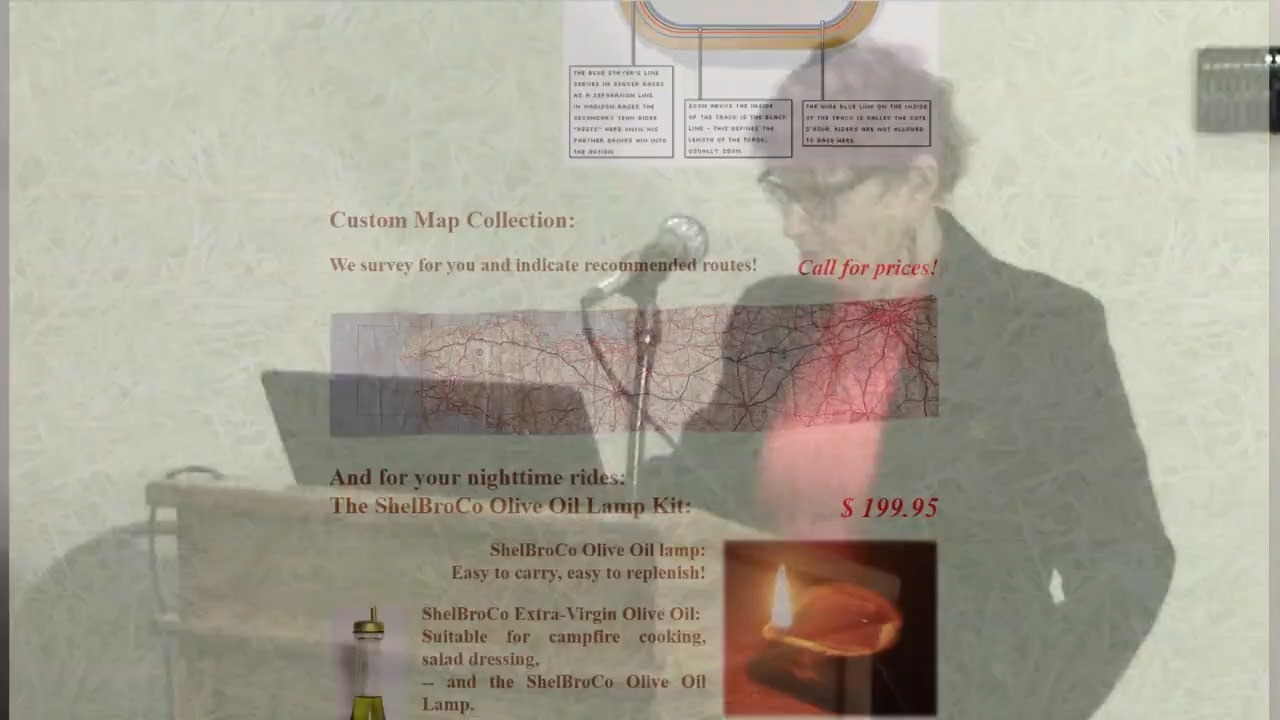 THE BLUE STAYER'S LINE
SERVES IN STAYER RACES
AS A SEPARATION LINE.
IN MADISON RACES THE
SECONDARY TEAM RIDER
"RESTS" HERE UNTIL HIS
PARTNER BRINGS HIM INTO
THE ACTION.
20CM ABOVE THE INSIDE
OF THE TRACK IS THE BLACK
LINE - THIS DEFINES THE
LENGTH OF THE TRACK,
USUALLY 250M.
THE WIDE BLUE LINE ON THE INSIDE
OF THE TRACK IS CALLED THE COTE
D'AZUR. RIDERS ARE NOT ALLOWED
TO RACE HERE.
Custom Map Collection:
We survey for you and indicate recommended routes!
Call for prices!
And for your nighttime rides:
The ShelBroCo Olive Oil Lamp Kit:
$ 199.95
ShelBroCo Olive Oil lamp:
Easy to carry, easy to replenish!
ShelBroCo Extra-Virgin Olive Oil:
Suitable for campfire cooking,
salad dressing,
-- and the ShelBroCo Olive Oil
Lamp.